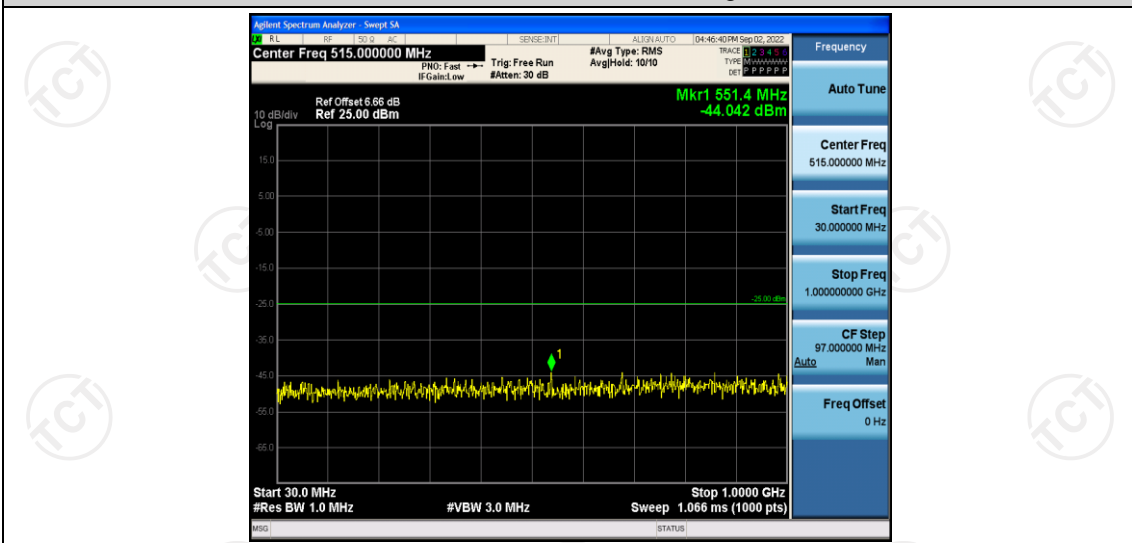 Agilent Spectrum Analyzer - Swept SA
RL RF 50 Ω AC SENSE:INT ALIGN AUTO 04:46:40 PM Sep 02, 2022
Center Freq 515.000000 MHz #Avg Type: RMS TRACE 1 2 3 4 5 6
PNO: Fast Trig: Free Run Avg|Hold: 10/10 TYPE M
IFGain:Low #Atten: 30 dB DET P P P P P P
Mkr1 551.4 MHz
-44.042 dBm
Ref Offset 6.66 dB
10 dB/div Ref 25.00 dBm
Log
15.0
5.00
-5.00
-15.0
-25.0
-25.00 dBm
-35.0
1
-45.0
-55.0
-65.0
Start 30.0 MHz Stop 1.0000 GHz
#Res BW 1.0 MHz #VBW 3.0 MHz Sweep 1.066 ms (1000 pts)
MSG STATUS
Frequency
Auto Tune
Center Freq
515.000000 MHz
Start Freq
30.000000 MHz
Stop Freq
1.000000000 GHz
CF Step
97.000000 MHz
Auto Man
Freq Offset
0 Hz
TCT
TCT
TCT
TCT
TCT
TCT